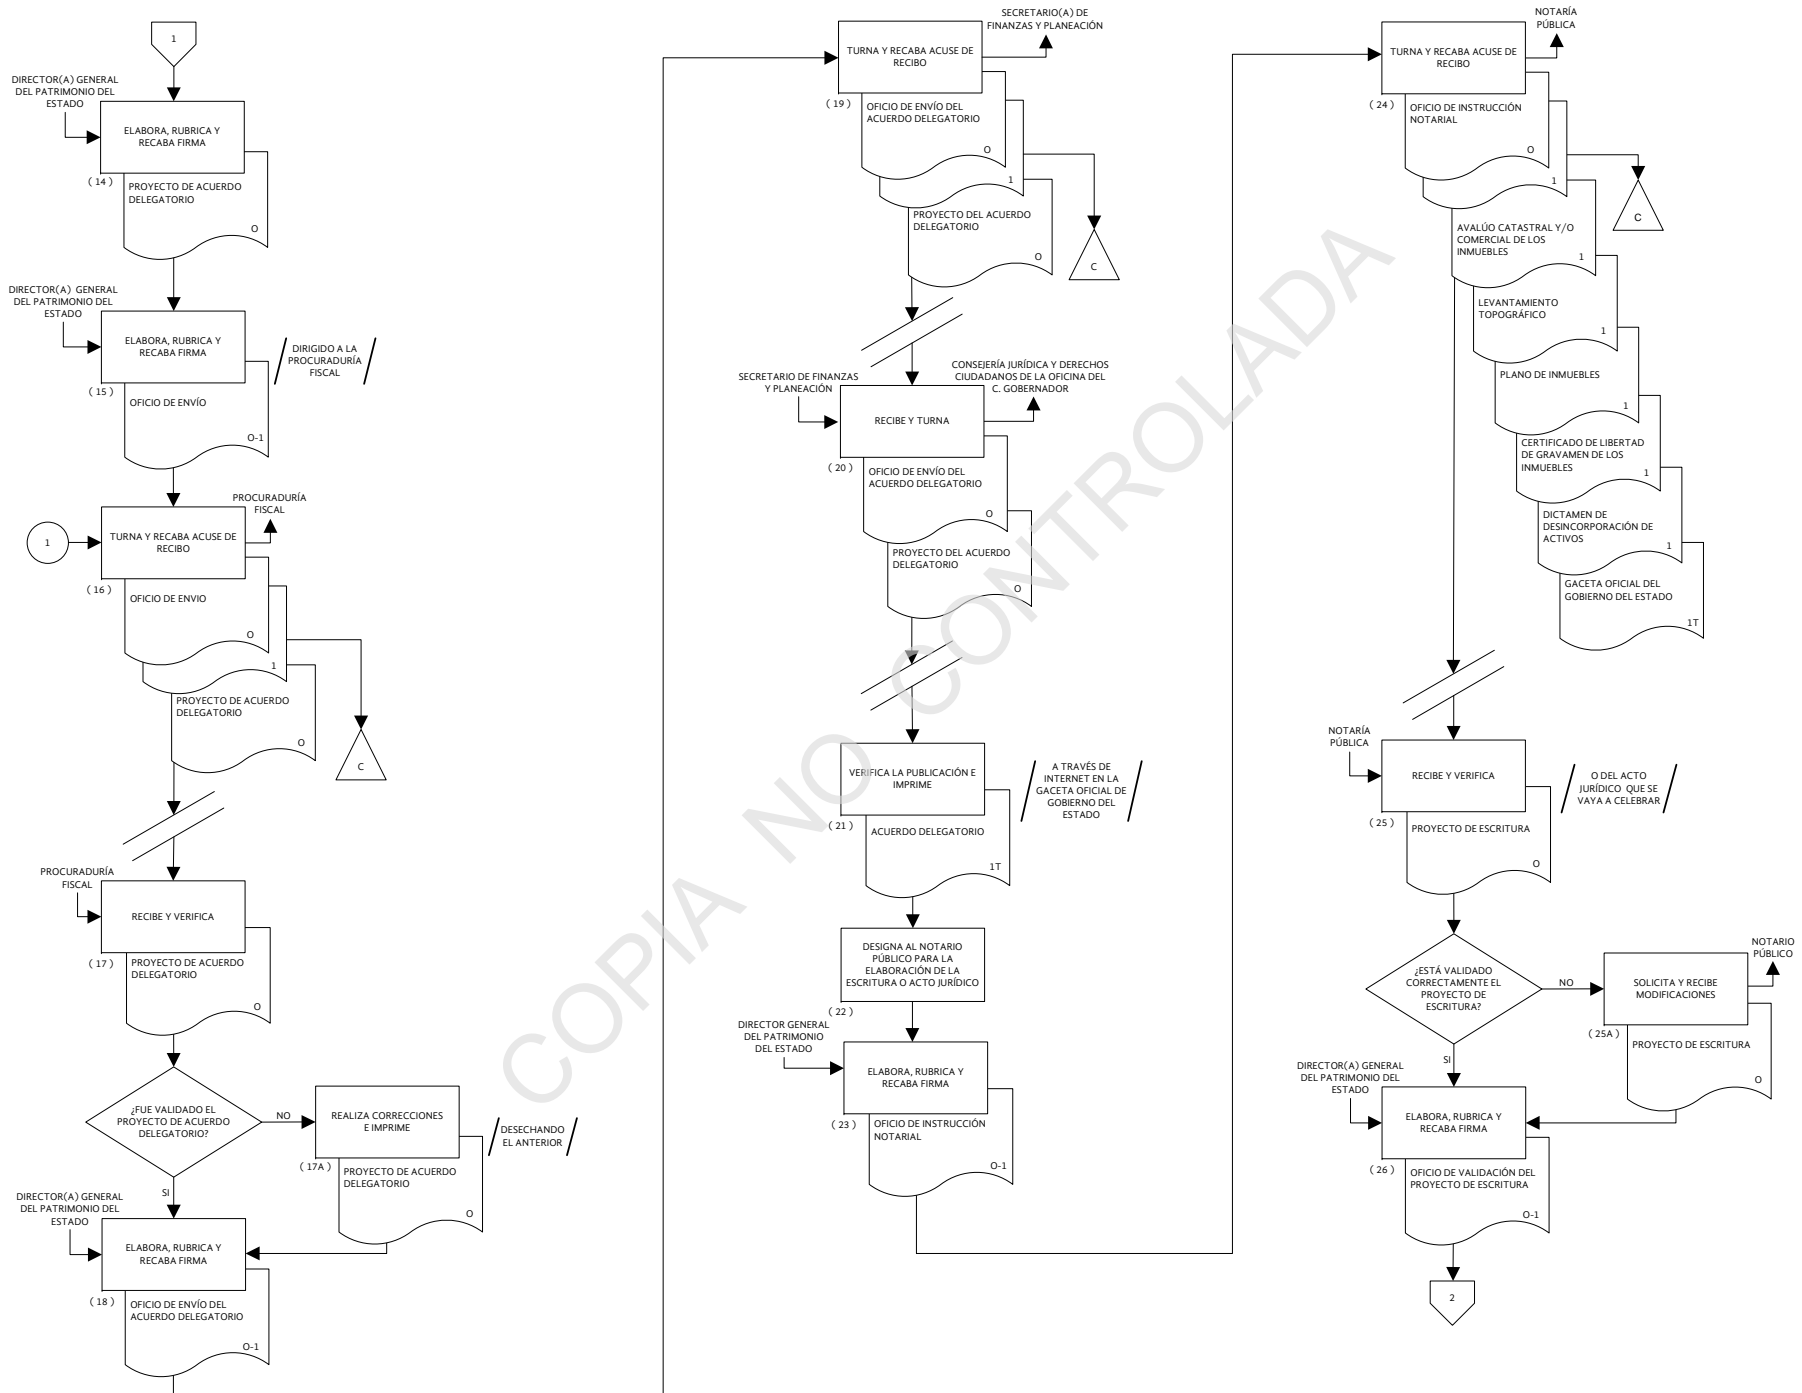 1
DIRECTOR(A) GENERAL
DEL PATRIMONIO DEL
ESTADO
ELABORA, RUBRICA Y
RECABA FIRMA
( 14 )
PROYECTO DE ACUERDO
DELEGATORIO
O
DIRECTOR(A) GENERAL
DEL PATRIMONIO DEL
ESTADO
ELABORA, RUBRICA Y
RECABA FIRMA
DIRIGIDO A LA
PROCURADURÍA
FISCAL
( 15 )
OFICIO DE ENVÍO
O-1
PROCURADURÍA
FISCAL
1
TURNA Y RECABA ACUSE DE
RECIBO
( 16 )
OFICIO DE ENVIO
O
1
PROYECTO DE ACUERDO
DELEGATORIO
O
C
PROCURADURÍA
FISCAL
RECIBE Y VERIFICA
( 17 )
PROYECTO DE ACUERDO
DELEGATORIO
O
¿FUE VALIDADO EL
PROYECTO DE ACUERDO
DELEGATORIO?
NO
REALIZA CORRECCIONES
E IMPRIME
DESECHANDO
EL ANTERIOR
( 17A )
PROYECTO DE ACUERDO
DELEGATORIO
O
SI
DIRECTOR(A) GENERAL
DEL PATRIMONIO DEL
ESTADO
ELABORA, RUBRICA Y
RECABA FIRMA
( 18 )
OFICIO DE ENVÍO DEL
ACUERDO DELEGATORIO
O-1
SECRETARIO(A) DE
FINANZAS Y PLANEACIÓN
TURNA Y RECABA ACUSE DE
RECIBO
( 19 )
OFICIO DE ENVÍO DEL
ACUERDO DELEGATORIO
O
1
PROYECTO DEL ACUERDO
DELEGATORIO
O
C
SECRETARIO DE FINANZAS
Y PLANEACIÓN
CONSEJERÍA JURÍDICA Y DERECHOS
CIUDADANOS DE LA OFICINA DEL
C. GOBERNADOR
RECIBE Y TURNA
( 20 )
OFICIO DE ENVÍO DEL
ACUERDO DELEGATORIO
O
PROYECTO DEL ACUERDO
DELEGATORIO
O
VERIFICA LA PUBLICACIÓN E
IMPRIME
A TRAVÉS DE
INTERNET EN LA
GACETA OFICIAL DE
GOBIERNO DEL
ESTADO
( 21 )
ACUERDO DELEGATORIO
1T
DESIGNA AL NOTARIO
PÚBLICO PARA LA
ELABORACIÓN DE LA
ESCRITURA O ACTO JURÍDICO
( 22 )
DIRECTOR GENERAL
DEL PATRIMONIO
DEL ESTADO
ELABORA, RUBRICA Y
RECABA FIRMA
( 23 )
OFICIO DE INSTRUCCIÓN
NOTARIAL
O-1
NOTARÍA
PÚBLICA
TURNA Y RECABA ACUSE DE
RECIBO
( 24 )
OFICIO DE INSTRUCCIÓN
NOTARIAL
O
1
C
AVALÚO CATASTRAL Y/O
COMERCIAL DE LOS
INMUEBLES
1
LEVANTAMIENTO
TOPOGRÁFICO
1
PLANO DE INMUEBLES
1
CERTIFICADO DE LIBERTAD
DE GRAVAMEN DE LOS
INMUEBLES
1
DICTAMEN DE
DESINCORPORACIÓN DE
ACTIVOS
1
GACETA OFICIAL DEL
GOBIERNO DEL ESTADO
1T
NOTARÍA
PÚBLICA
RECIBE Y VERIFICA
O DEL ACTO
JURÍDICO QUE SE
VAYA A CELEBRAR
( 25 )
PROYECTO DE ESCRITURA
O
¿ESTÁ VALIDADO
CORRECTAMENTE EL
PROYECTO DE
ESCRITURA?
NO
NOTARIO
PÚBLICO
SOLICITA Y RECIBE
MODIFICACIONES
( 25A )
PROYECTO DE ESCRITURA
O
SI
DIRECTOR(A) GENERAL
DEL PATRIMONIO DEL
ESTADO
ELABORA, RUBRICA Y
RECABA FIRMA
( 26 )
OFICIO DE VALIDACIÓN DEL
PROYECTO DE ESCRITURA
O-1
2
COPIA NO CONTROLADA